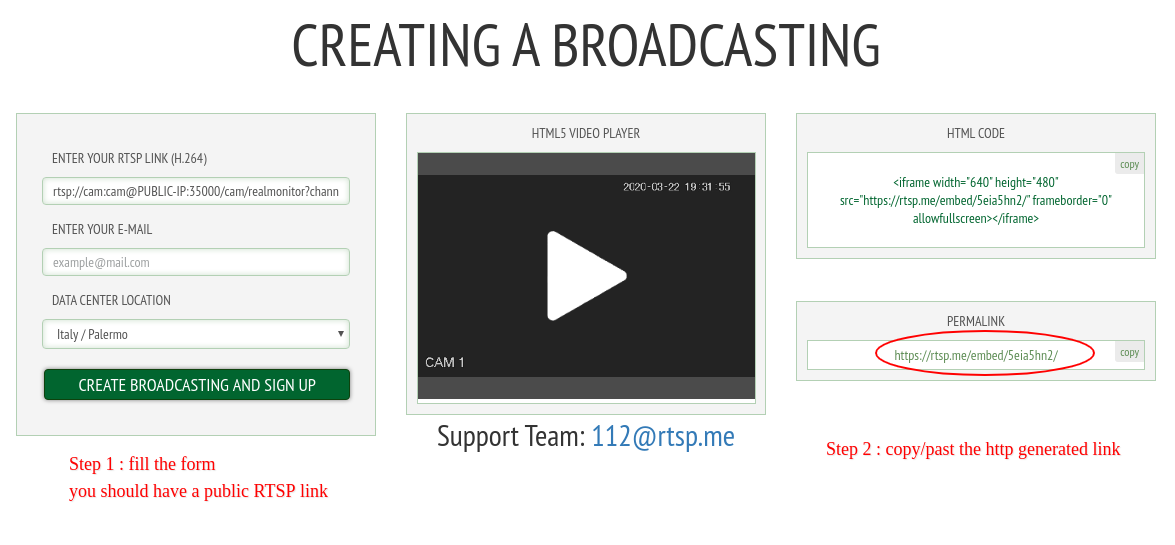 CREATING A BROADCASTING
ENTER YOUR RTSP LINK (H.264)
rtsp://cam:cam@PUBLIC-IP:35000/cam/realmonitor?chann
ENTER YOUR E-MAIL
example@mail.com
DATA CENTER LOCATION
Italy / Palermo
CREATE BROADCASTING AND SIGN UP
Step 1 : fill the form
you should have a public RTSP link
HTML5 VIDEO PLAYER
2020-03-22 19:31:55
CAM 1
Support Team: 112@rtsp.me
HTML CODE
copy
<iframe width="640" height="480"
src="https://rtsp.me/embed/5eia5hn2/" frameborder="0"
allowfullscreen></iframe>
PERMALINK
https://rtsp.me/embed/5eia5hn2/
copy
Step 2 : copy/past the http generated link